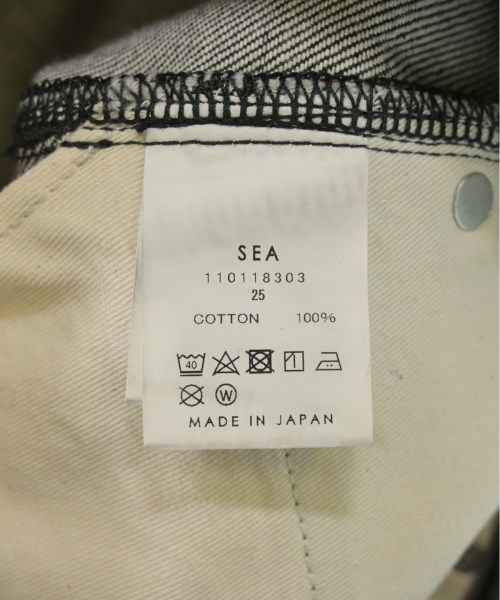 SEA
110118303
25
COTTON 100%
40
W
MADE IN JAPAN